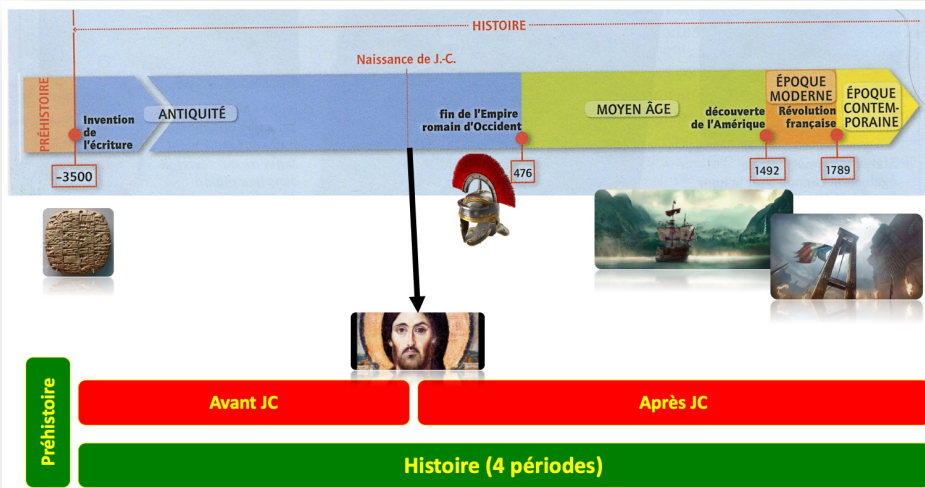 HISTOIRE
Naissance de J.-C.
PRÉHISTOIRE
Invention
de
l'écriture
ANTIQUITÉ
fin de l'Empire
romain d'Occident
MOYEN ÂGE
découverte
de l'Amérique
ÉPOQUE
MODERNE
Révolution
française
ÉPOQUE
CONTEM-
PORAINE
-3500
476
1492
1789
Préhistoire
Avant JC
Après JC
Histoire (4 périodes)